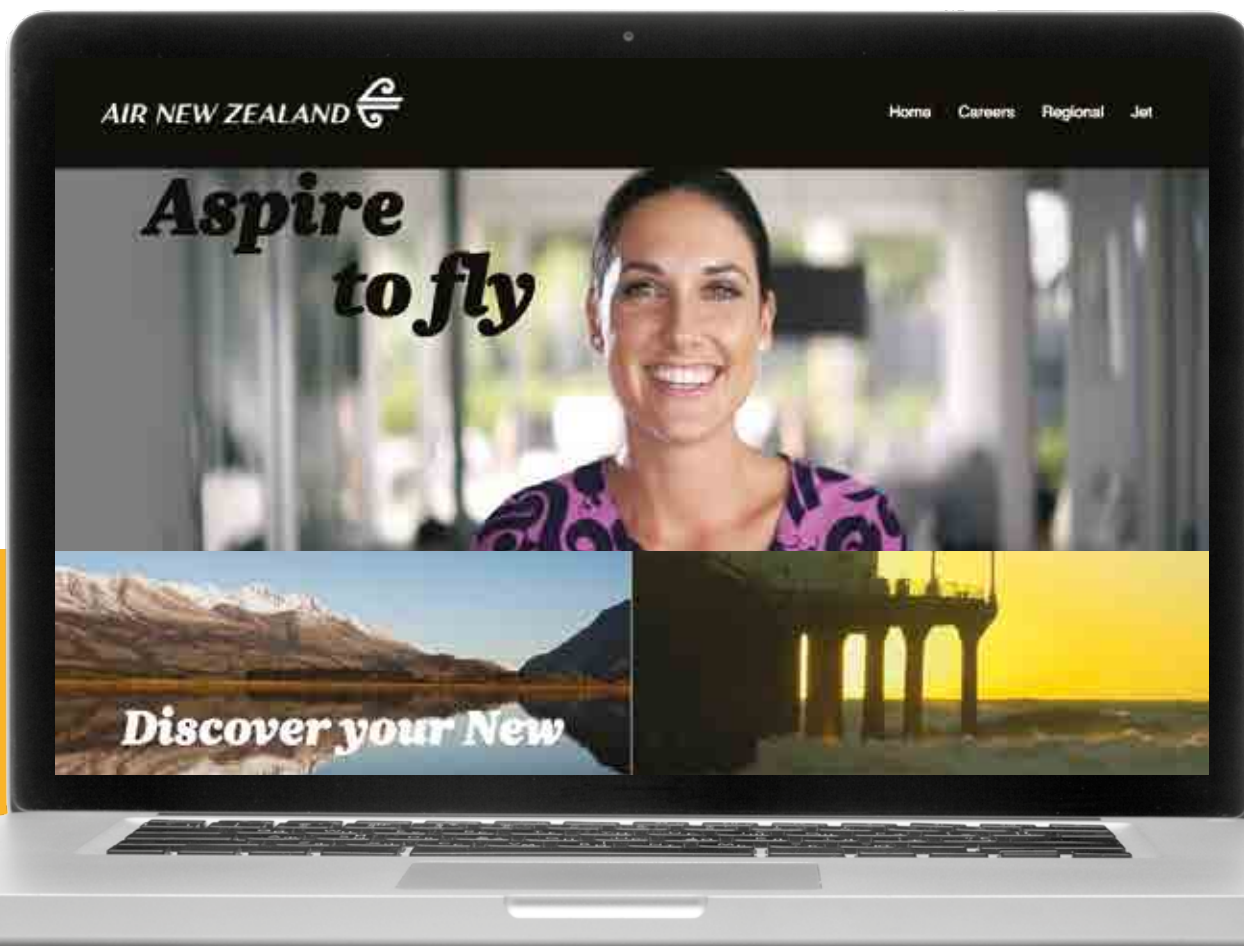 AIR NEW ZEALAND
Home Careers Regional Jet
Aspire
to fly
Discover your New